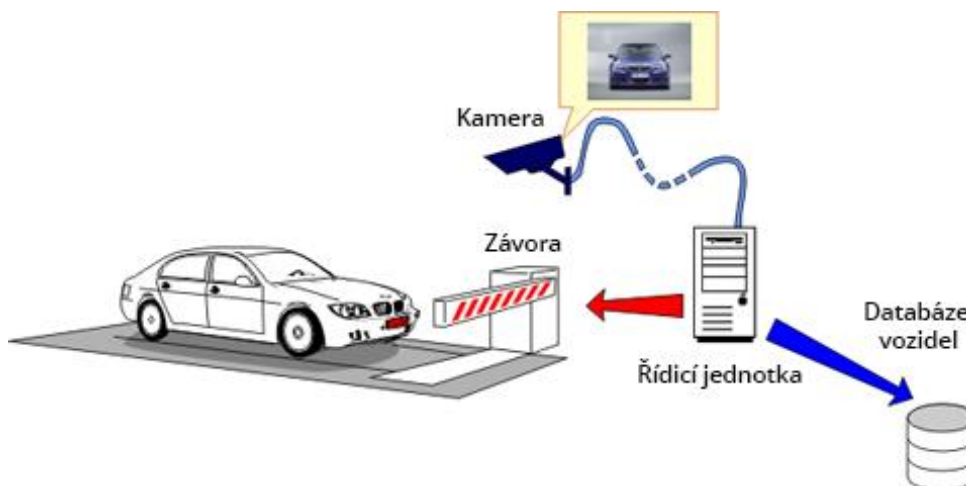 Kamera
Závora
Databáze
vozidel
Řídicí jednotka